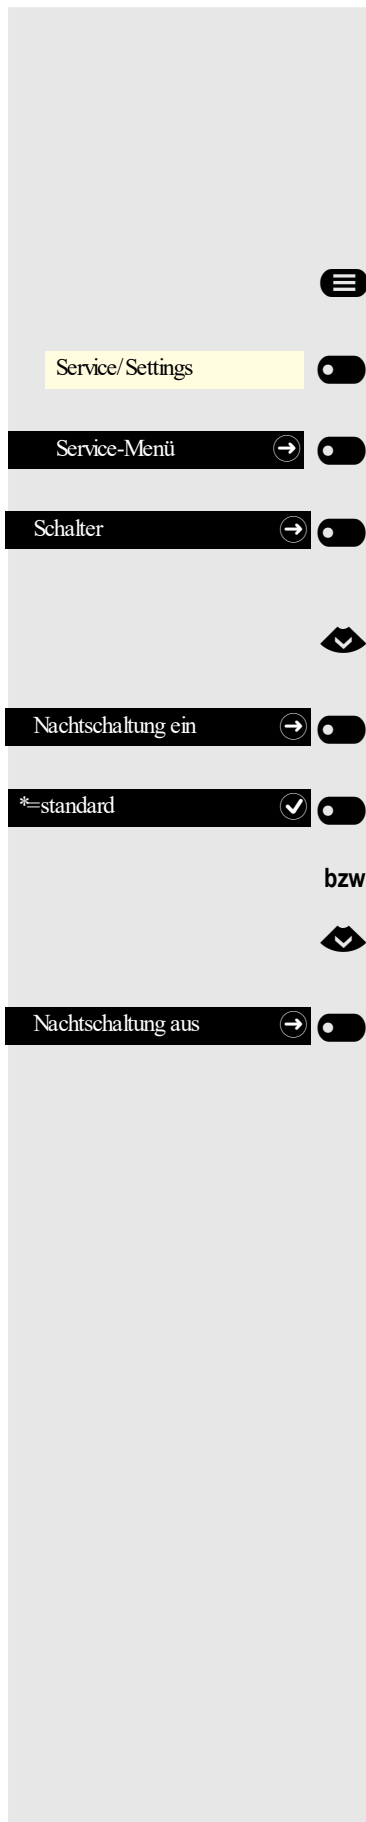 Service/Settings
Service-Menü
Schalter
Nachtschaltung ein
*=standard
bzw
Nachtschaltung aus